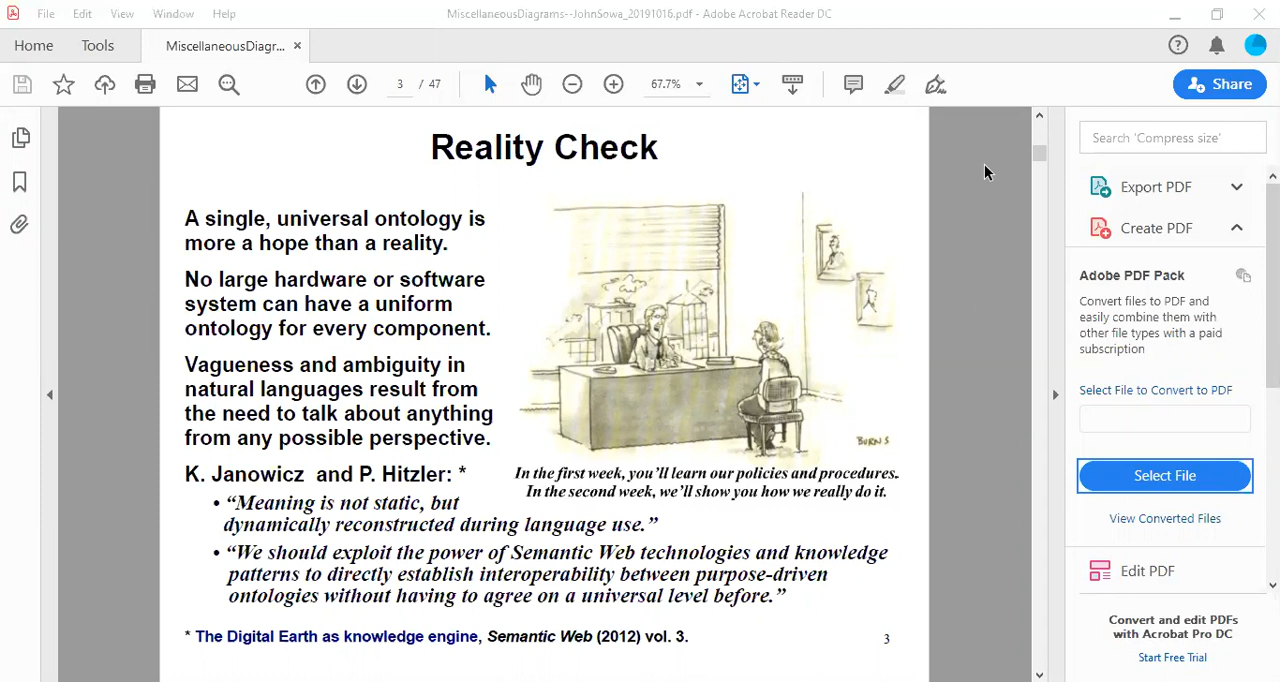 File Edit View Window Help
MiscellaneousDiagrams--JohnSowa_20191016.pdf - Adobe Acrobat Reader DC
Home Tools MiscellaneousDiagr... ×
3 / 47 67.7% Share
Reality Check
A single, universal ontology is
more a hope than a reality.
No large hardware or software
system can have a uniform
ontology for every component.
Vagueness and ambiguity in
natural languages result from
the need to talk about anything
from any possible perspective.
BURNS
In the first week, you’ll learn our policies and procedures.
In the second week, we’ll show you how we really do it.
K. Janowicz and P. Hitzler: *
• “Meaning is not static, but
dynamically reconstructed during language use.”
• “We should exploit the power of Semantic Web technologies and knowledge
patterns to directly establish interoperability between purpose-driven
ontologies without having to agree on a universal level before.”
* The Digital Earth as knowledge engine, Semantic Web (2012) vol. 3.
3
Search 'Compress size'
Export PDF
Create PDF
Adobe PDF Pack
Convert files to PDF and
easily combine them with
other file types with a paid
subscription
Select File to Convert to PDF
Select File
View Converted Files
Edit PDF
Convert and edit PDFs
with Acrobat Pro DC
Start Free Trial